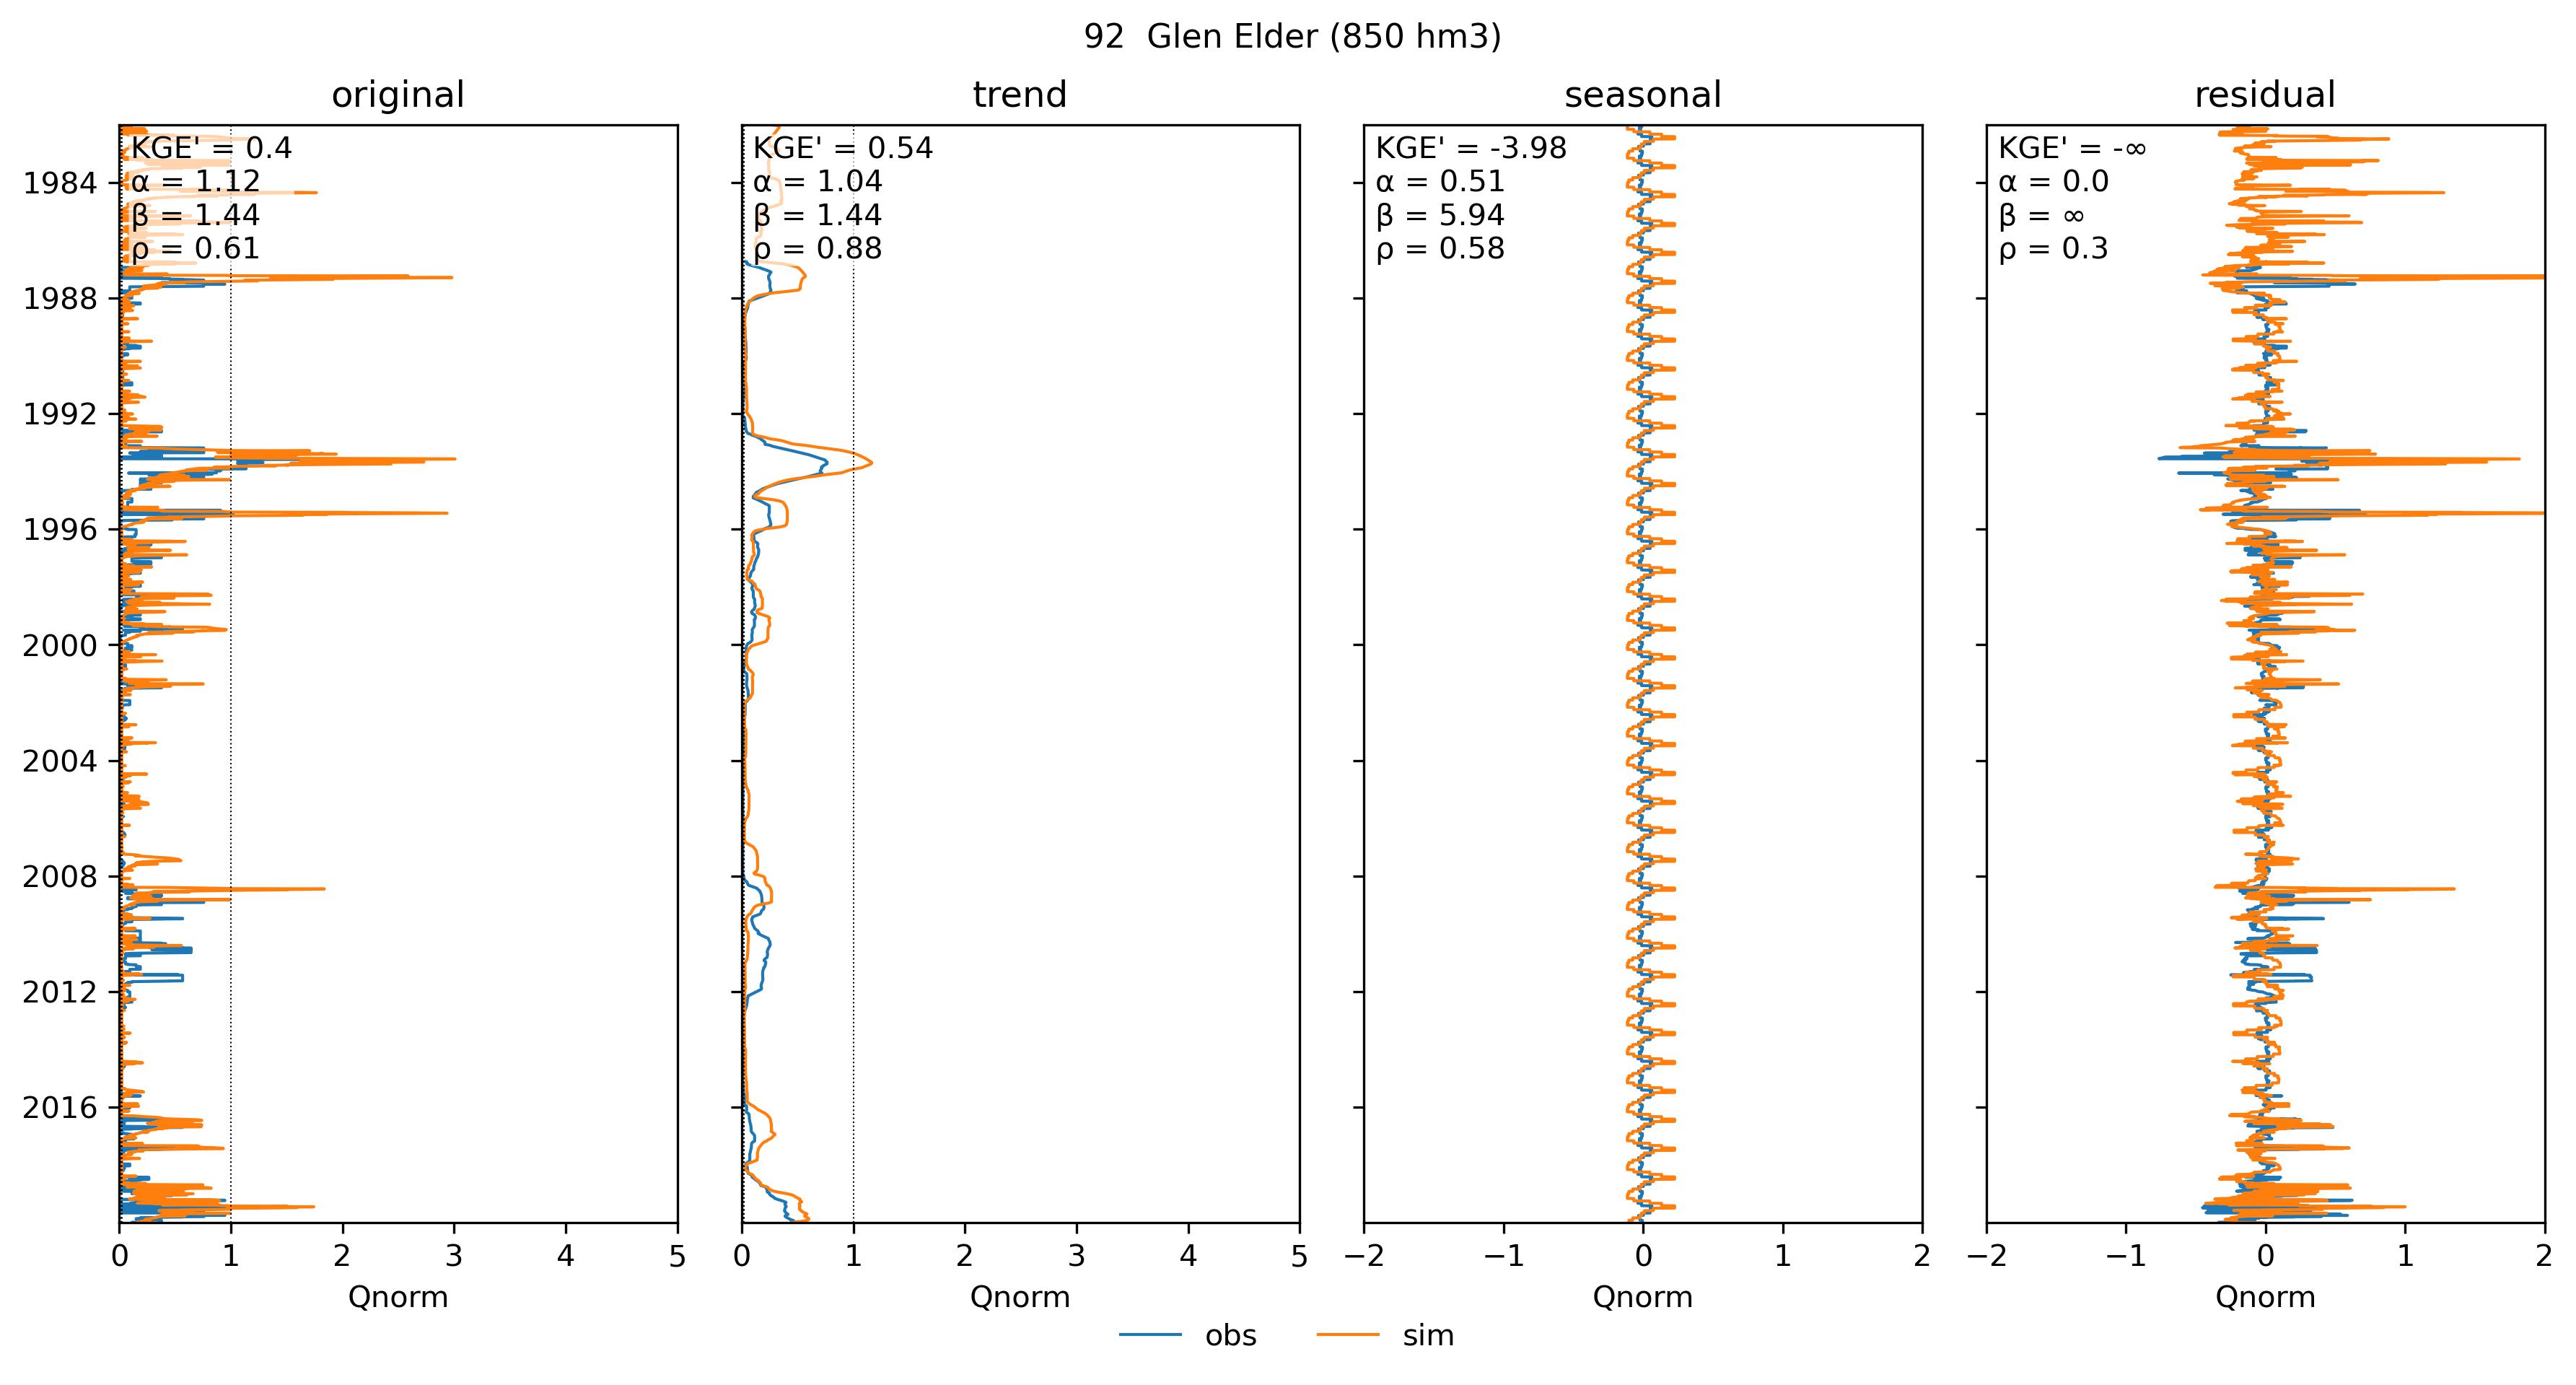 92  Glen Elder (850 hm3)
original
trend
seasonal
residual
KGE' = 0.4
α = 1.12
β = 1.44
ρ = 0.61
KGE' = 0.54
α = 1.04
β = 1.44
ρ = 0.88
KGE' = -3.98
α = 0.51
β = 5.94
ρ = 0.58
KGE' = -∞
α = 0.0
β = ∞
ρ = 0.3
1984
1988
1992
1996
2000
2004
2008
2012
2016
0 1 2 3 4 5
0 1 2 3 4 5
−2 −1 0 1 2
−2 −1 0 1 2
Qnorm
Qnorm
Qnorm
Qnorm
obs
sim